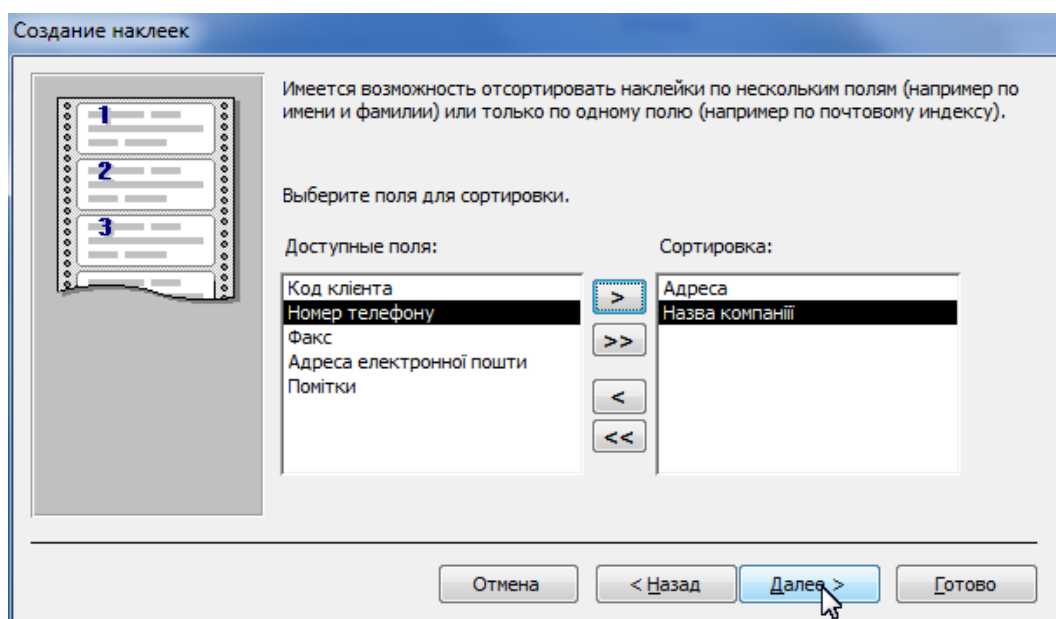 Создание наклеек
1
2
3
Имеется возможность отсортировать наклейки по нескольким полям (например по
имени и фамилии) или только по одному полю (например по почтовому индексу).
Выберите поля для сортировки.
Доступные поля:
Сортировка:
Код клієнта
Номер телефону
Факс
Адреса електронної пошти
Помітки
>
>>
<
<<
Адреса
Назва компаніїї
Отмена
< Назад
Далее >
Готово